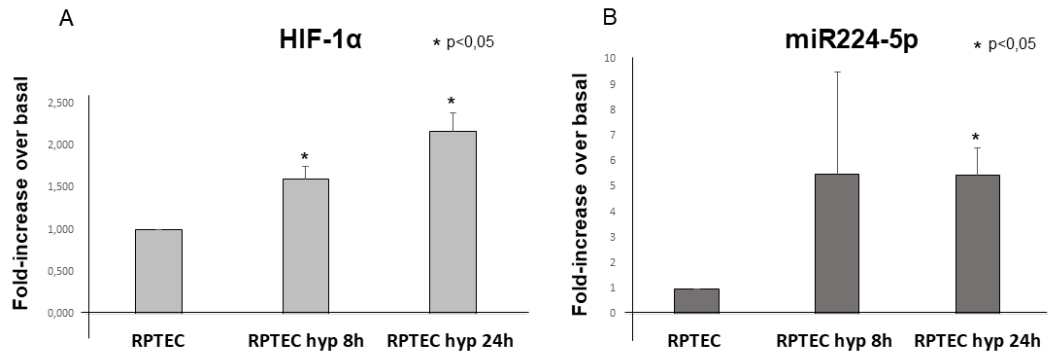 A
HIF-1α
* p<0,05
Fold-increase over basal
2,500
2,000
1,500
1,000
0,500
0,000
*
*
RPTEC
RPTEC hyp 8h
RPTEC hyp 24h
B
miR224-5p
* p<0,05
Fold-increase over basal
10
9
8
7
6
5
4
3
2
1
0
*
RPTEC
RPTEC hyp 8h
RPTEC hyp 24h